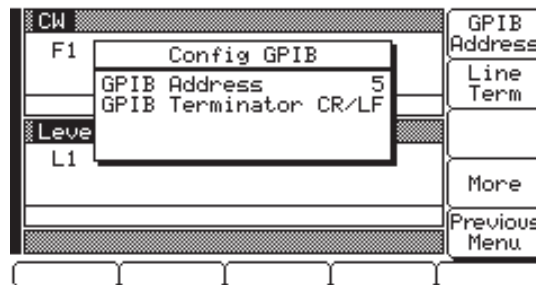 CW
F1
Config GPIB
GPIB Address 5
GPIB Terminator CR/LF
Leve
L1
GPIB
Address
Line
Term
More
Previous
Menu